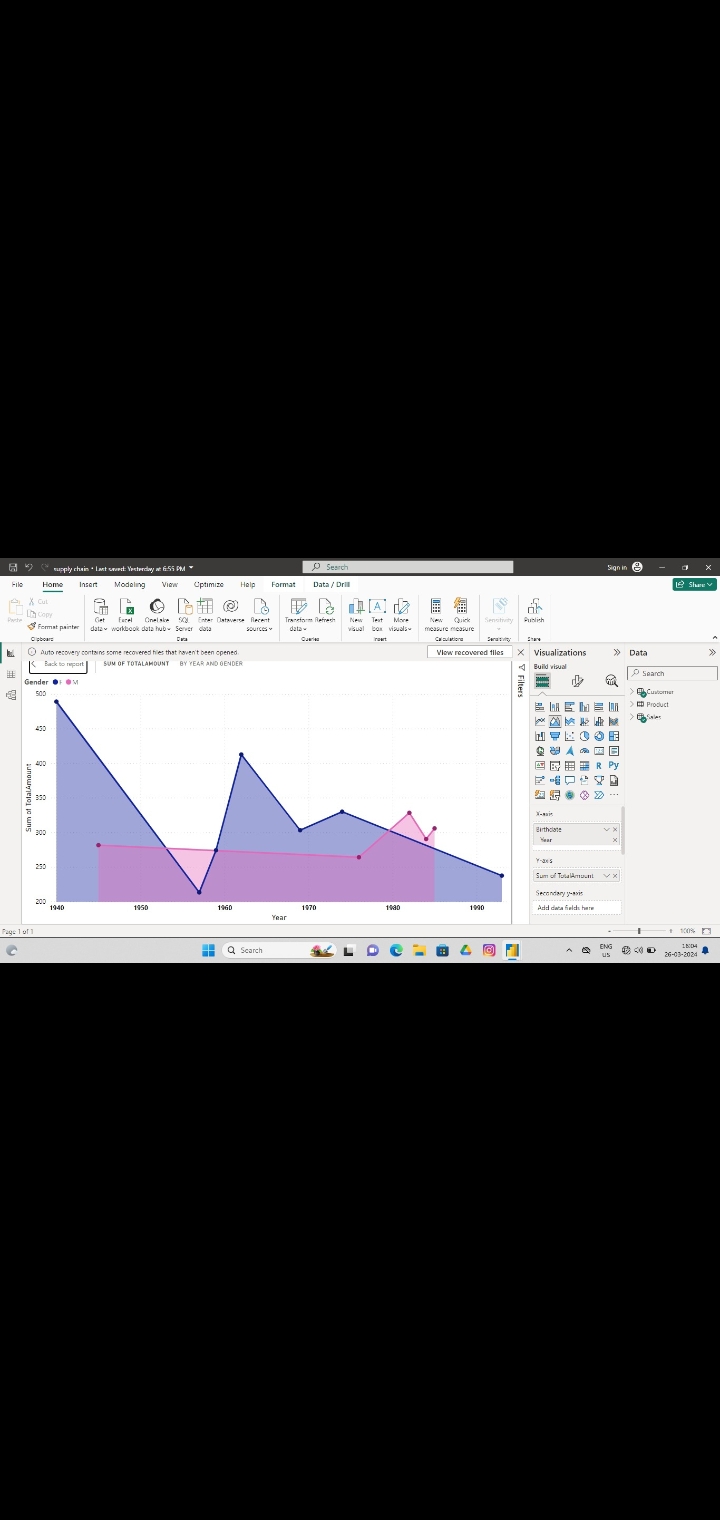 supply chain • Last saved: Yesterday at 6:55 PM
Search
Sign in
File Home Insert Modeling View Optimize Help Format Data / Drill
Share
Paste
Cut
Copy
Format painter
Get data
Excel workbook
OneLake data hub
SQL Server
Enter data
Dataverse
Recent sources
Transform data
Refresh
New visual
Text box
More visuals
New measure
Quick measure
Sensitivity
Publish
Clipboard Data Queries Insert Calculations Sensitivity Share
Auto recovery contains some recovered files that haven't been opened.
View recovered files
Back to report
SUM OF TOTALAMOUNT BY YEAR AND GENDER
Gender F M
500
450
400
350
300
250
200
Sum of TotalAmount
1940 1950 1960 1970 1980 1990
Year
Filters
Visualizations
Build visual
R Py
X-axis
Birthdate
Year
Y-axis
Sum of TotalAmount
Secondary y-axis
Add data fields here
Data
Search
Customer
Product
Sales
Page 1 of 1
100%
Search
ENG
US
18:04
26-03-2024